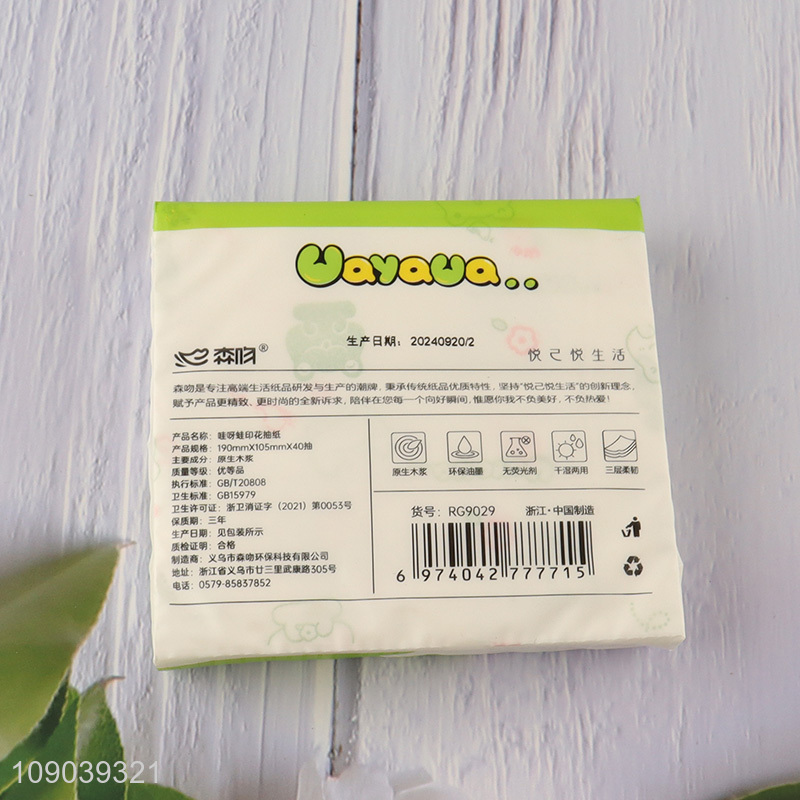 UayaUa..
生产日期：20240920/2
森吻®
悦己悦生活
森吻是专注高端生活纸品研发与生产的潮牌，秉承传统纸品优质特性，坚持“悦己悦生活”的创新理念，
赋予产品更精致、更时尚的全新诉求，陪伴在您每一个向好瞬间，惟愿你我不负美好，不负热爱！
产品名称：哇呀蛙印花抽纸
产品规格：190mmX105mmX40抽
主要成分：原生木浆
质量等级：优等品
执行标准：GB/T20808
卫生标准：GB15979
卫生许可证：浙卫消证字（2021）第0053号
保质期：三年
生产日期：见包装所示
质检证明：合格
制造商：义乌市森吻环保科技有限公司
地址：浙江省义乌市廿三里武康路305号
电话：0579-85837852
原生木浆
环保油墨
无荧光剂
干湿两用
三层柔韧
货号：RG9029
浙江·中国制造
6 974042 777715
109039321